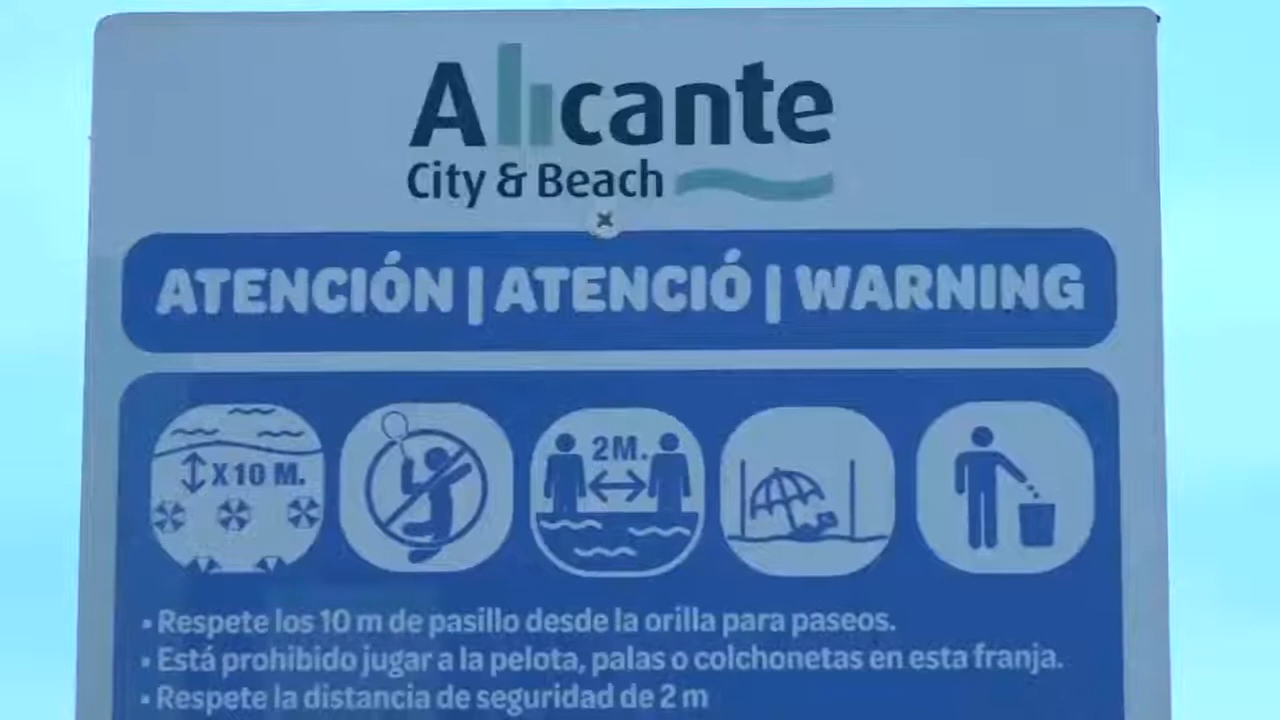 Alicante
City & Beach
ATENCIÓN | ATENCIÓ | WARNING
X 10 M.
2M.
▪ Respete los 10 m de pasillo desde la orilla para paseos.
▪ Está prohibido jugar a la pelota, palas o colchonetas en esta franja.
▪ Respete la distancia de seguridad de 2 m